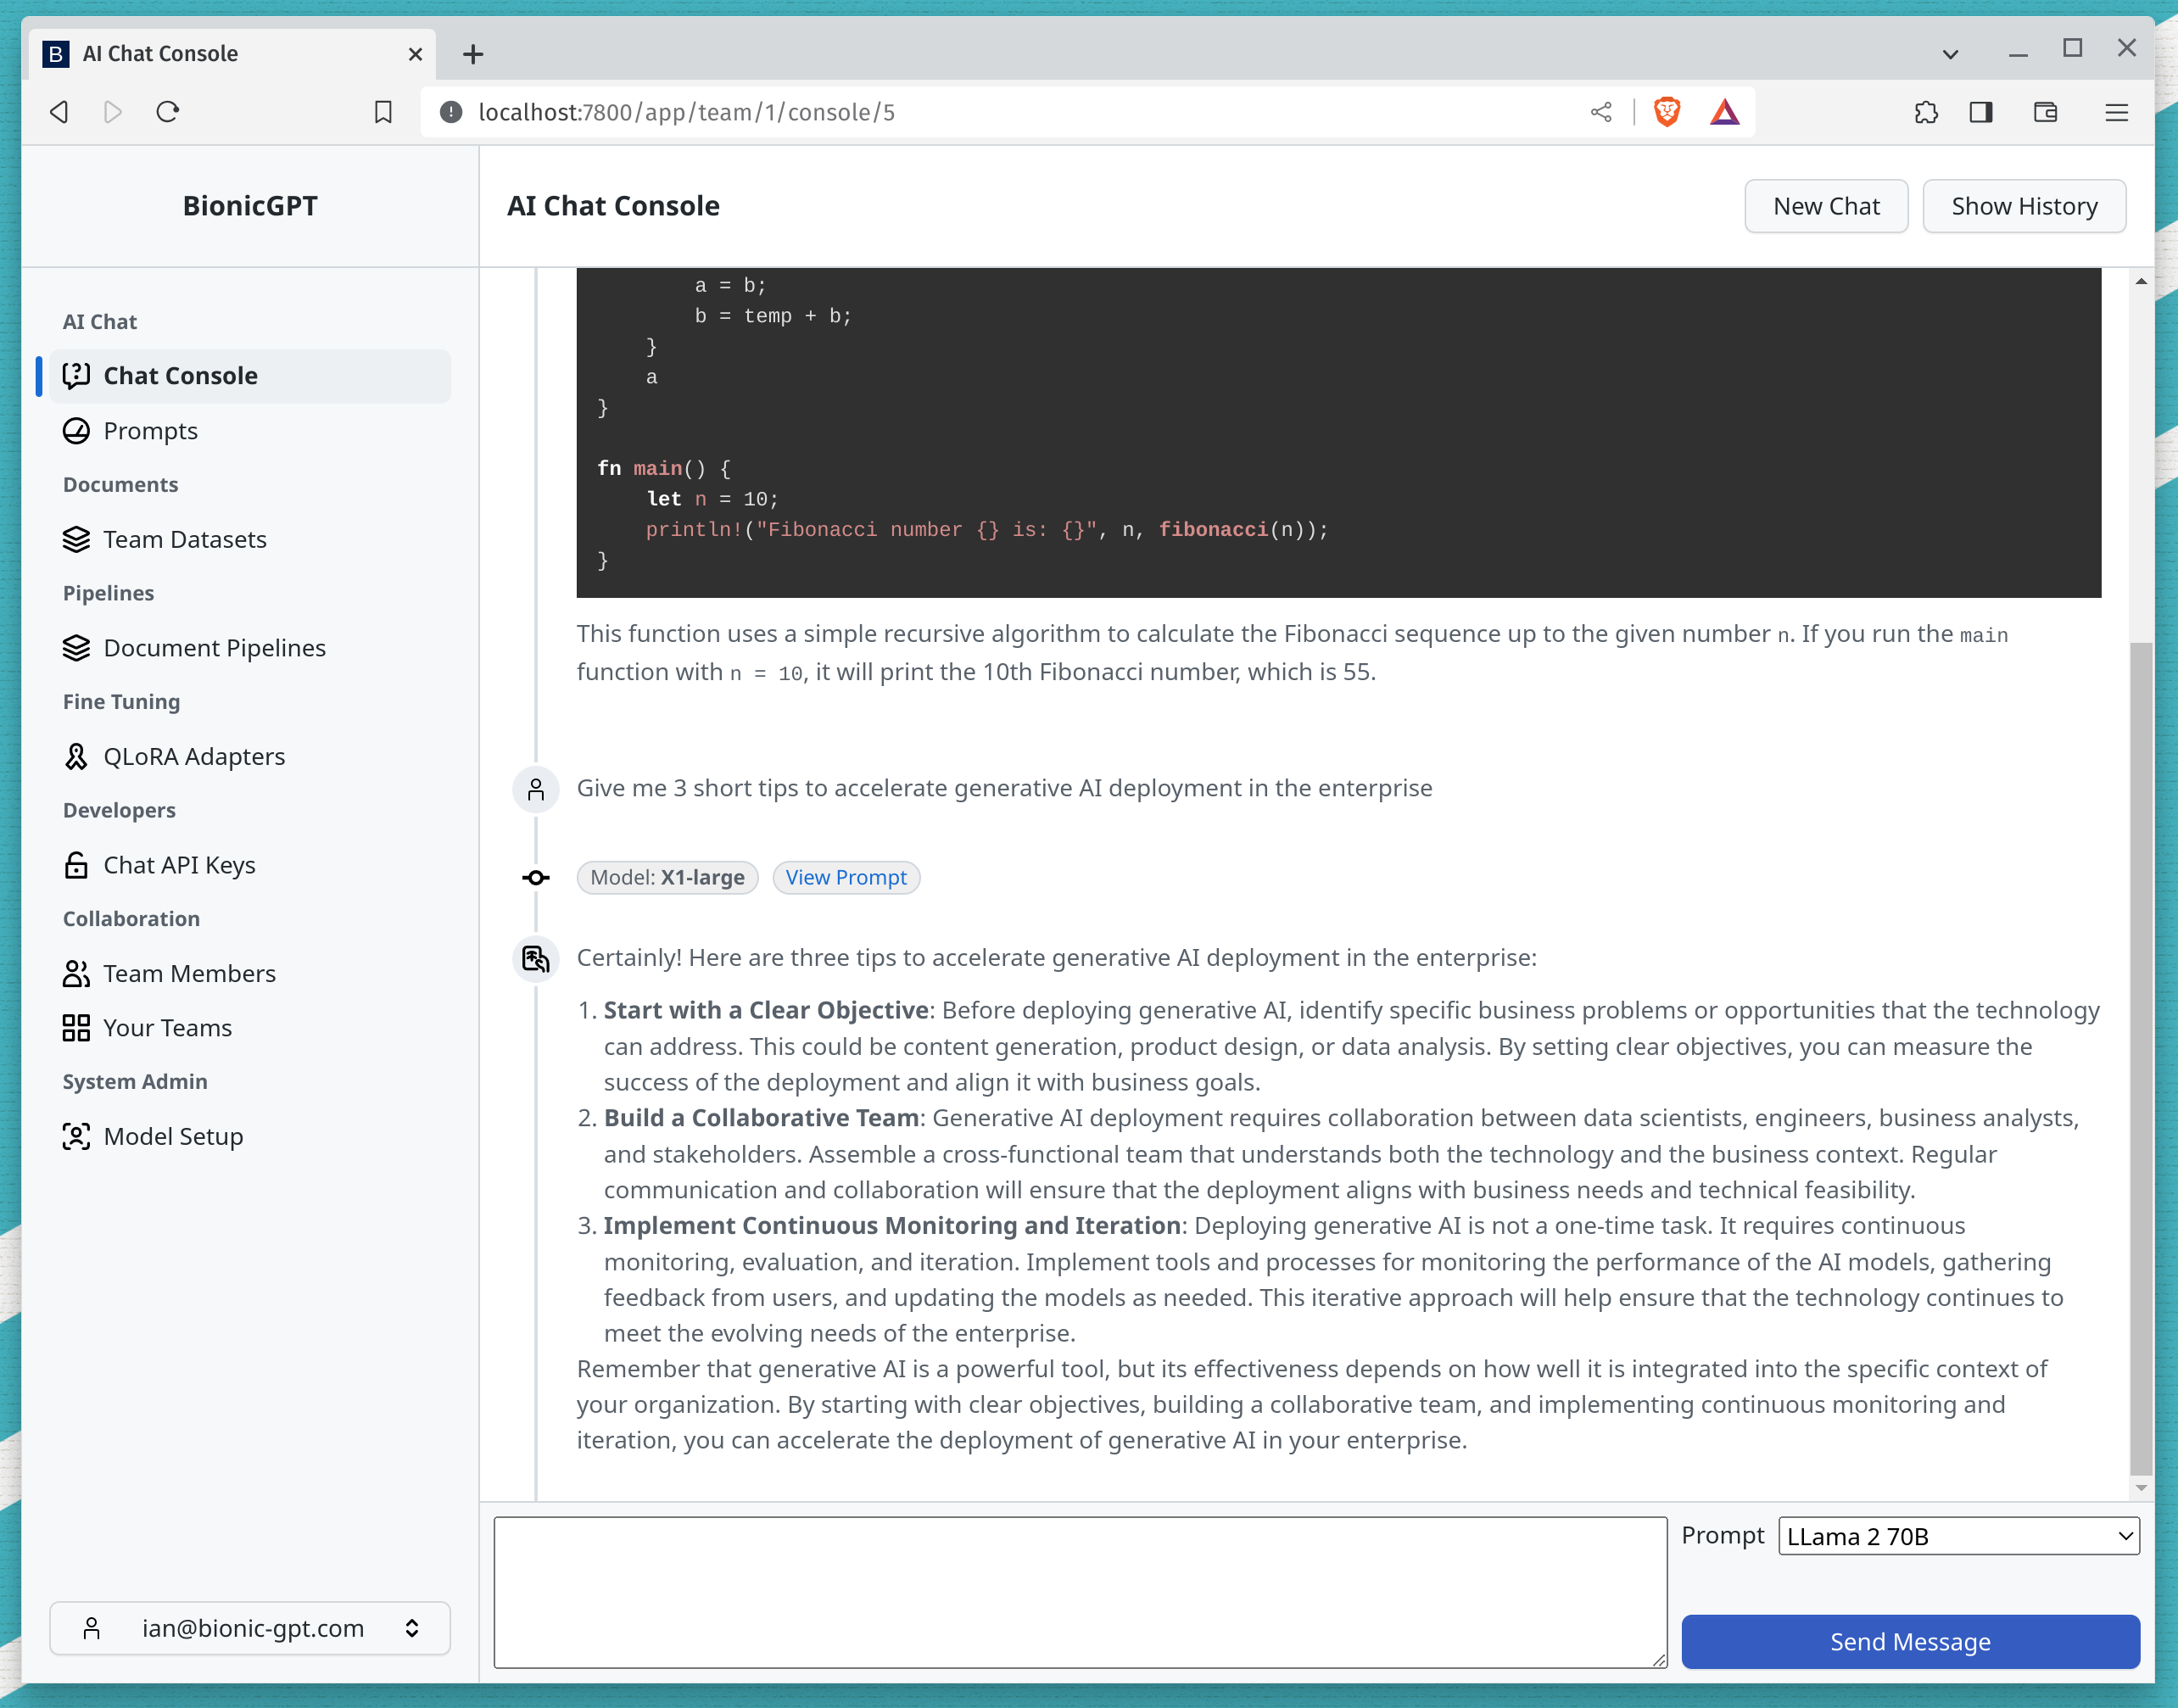 B AI Chat Console
localhost:7800/app/team/1/console/5
BionicGPT
AI Chat
Chat Console
Prompts
Documents
Team Datasets
Pipelines
Document Pipelines
Fine Tuning
QLoRA Adapters
Developers
Chat API Keys
Collaboration
Team Members
Your Teams
System Admin
Model Setup
ian@bionic-gpt.com
AI Chat Console
New Chat
Show History
a = b;
b = temp + b;
}
a
}
fn main() {
let n = 10;
println!("Fibonacci number {} is: {}", n, fibonacci(n));
}
This function uses a simple recursive algorithm to calculate the Fibonacci sequence up to the given number n. If you run the main
function with n = 10, it will print the 10th Fibonacci number, which is 55.
Give me 3 short tips to accelerate generative AI deployment in the enterprise
Model: X1-large
View Prompt
Certainly! Here are three tips to accelerate generative AI deployment in the enterprise:
1. Start with a Clear Objective: Before deploying generative AI, identify specific business problems or opportunities that the technology
can address. This could be content generation, product design, or data analysis. By setting clear objectives, you can measure the
success of the deployment and align it with business goals.
2. Build a Collaborative Team: Generative AI deployment requires collaboration between data scientists, engineers, business analysts,
and stakeholders. Assemble a cross-functional team that understands both the technology and the business context. Regular
communication and collaboration will ensure that the deployment aligns with business needs and technical feasibility.
3. Implement Continuous Monitoring and Iteration: Deploying generative AI is not a one-time task. It requires continuous
monitoring, evaluation, and iteration. Implement tools and processes for monitoring the performance of the AI models, gathering
feedback from users, and updating the models as needed. This iterative approach will help ensure that the technology continues to
meet the evolving needs of the enterprise.
Remember that generative AI is a powerful tool, but its effectiveness depends on how well it is integrated into the specific context of
your organization. By starting with clear objectives, building a collaborative team, and implementing continuous monitoring and
iteration, you can accelerate the deployment of generative AI in your enterprise.
Prompt
LLama 2 70B
Send Message